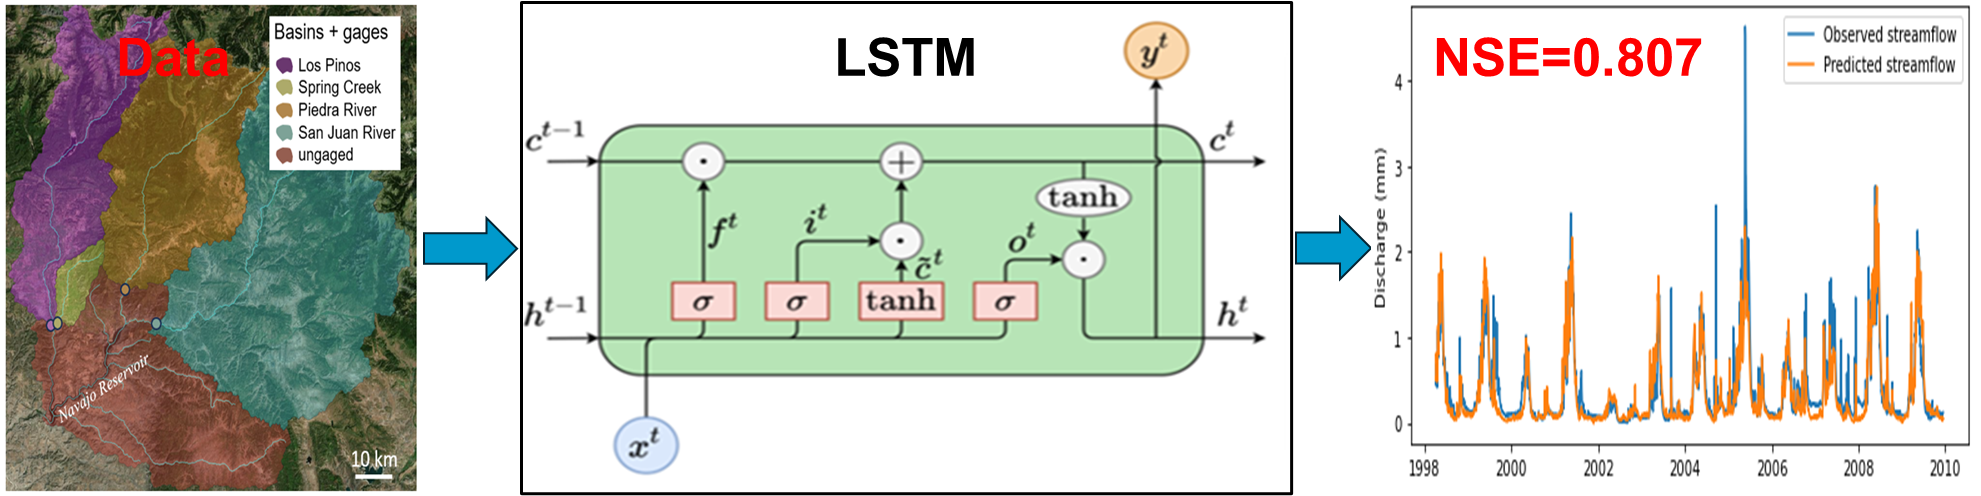 Data
Basins + gages
Los Pinos
Spring Creek
Piedra River
San Juan River
ungaged
Navajo Reservoir
10 km
LSTM
y^t
c^{t-1}
c^t
·
+
tanh
f^t
i^t
·
o^t
·
c̃^t
σ
σ
tanh
σ
h^{t-1}
h^t
x^t
NSE=0.807
Observed streamflow
Predicted streamflow
Discharge (mm)
4
3
2
1
0
1998 2000 2002 2004 2006 2008 2010